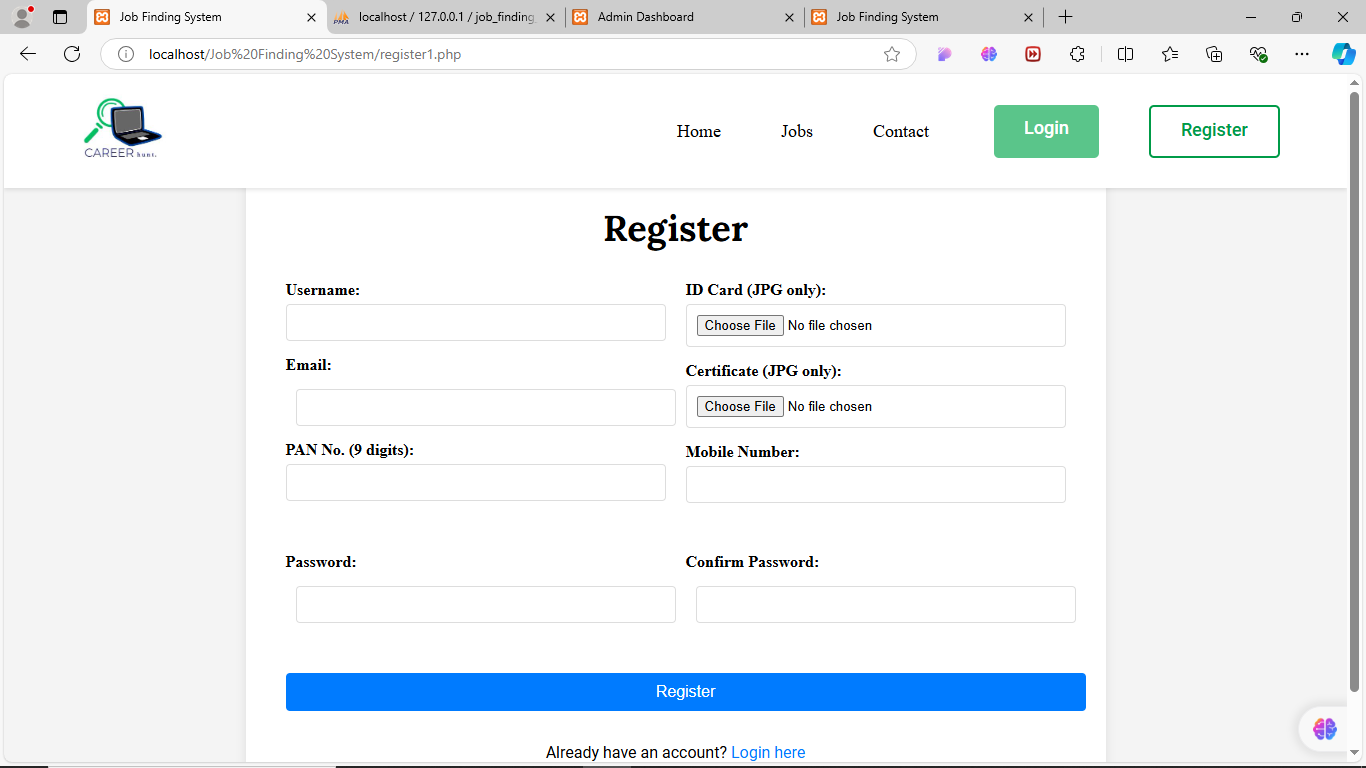 Job Finding System
localhost / 127.0.0.1 / job_finding
Admin Dashboard
Job Finding System
localhost/Job%20Finding%20System/register1.php
CAREER hunt.
Home
Jobs
Contact
Login
Register
Register
Username:
ID Card (JPG only):
Choose File No file chosen
Email:
Certificate (JPG only):
Choose File No file chosen
PAN No. (9 digits):
Mobile Number:
Password:
Confirm Password:
Register
Already have an account? Login here